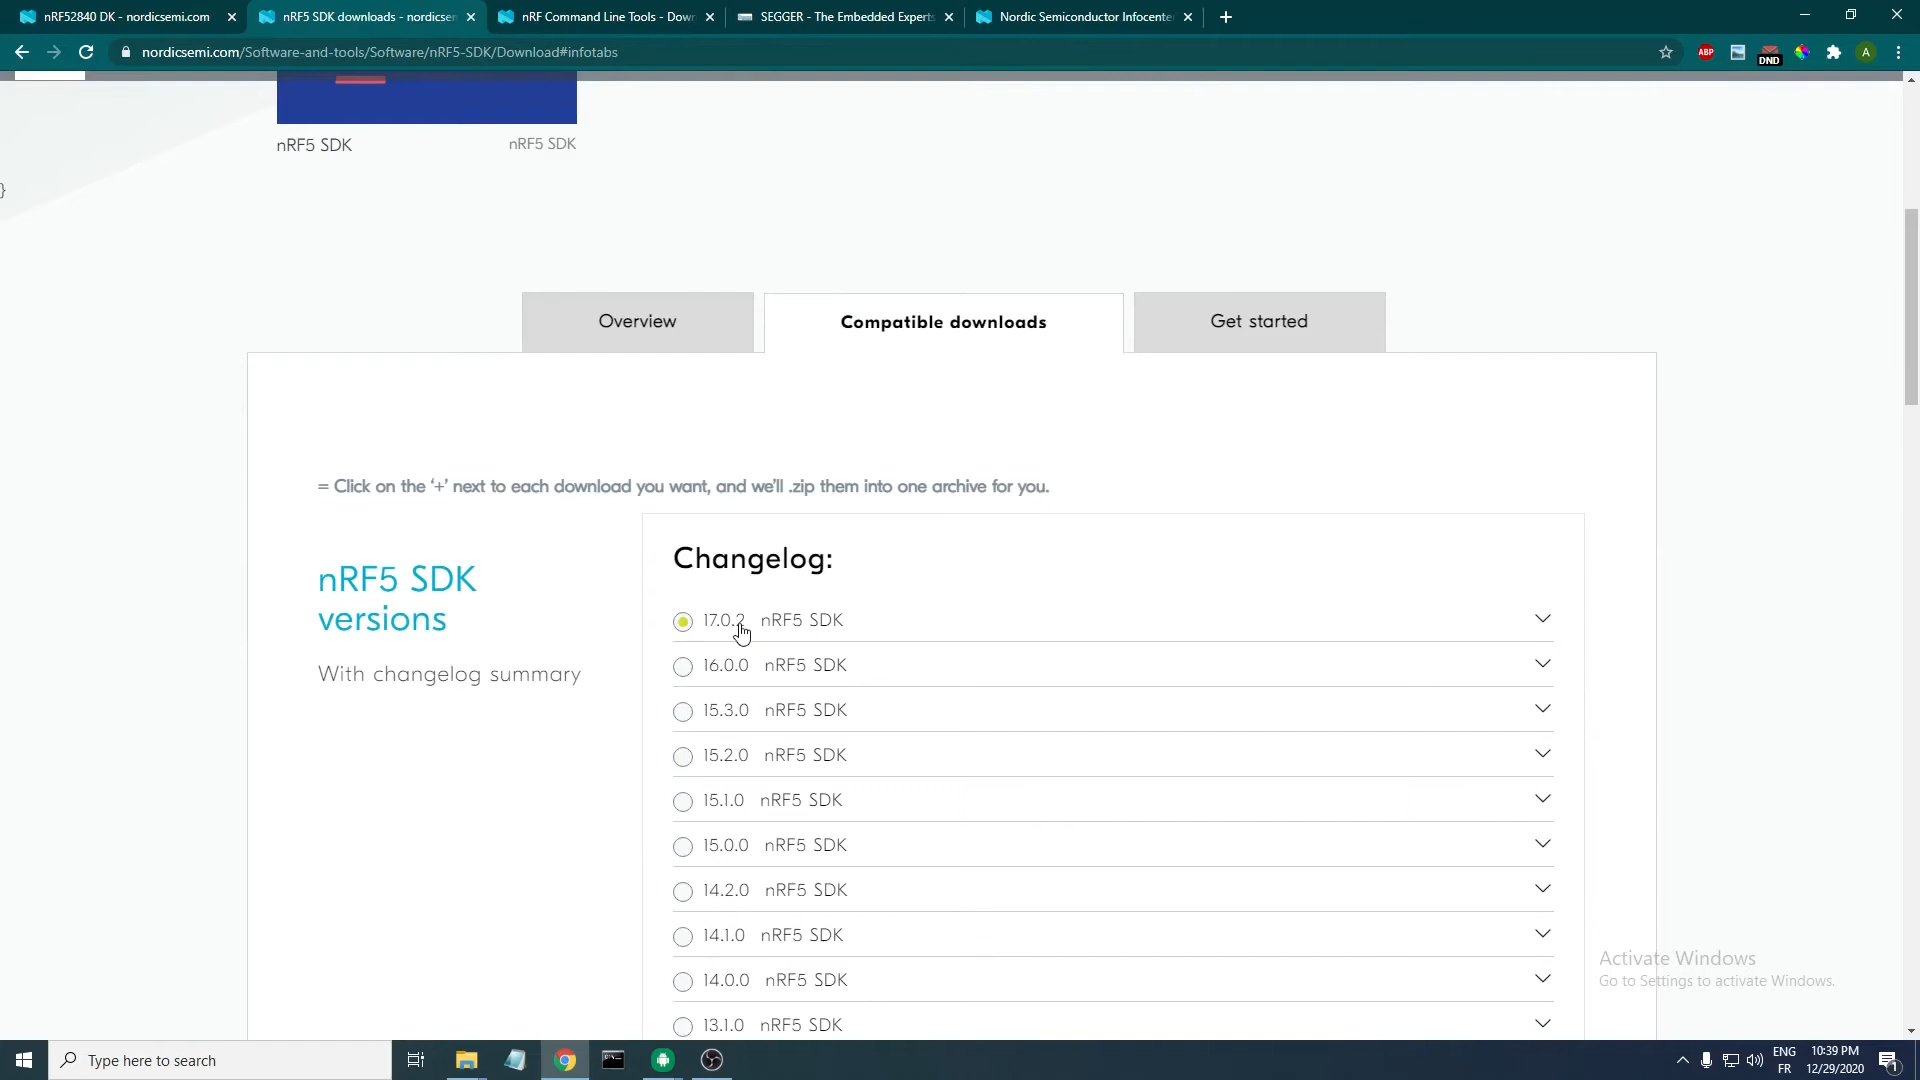 nRF52840 DK - nordicsemi.com
nRF5 SDK downloads - nordicser
nRF Command Line Tools - Dow
SEGGER - The Embedded Experts
Nordic Semiconductor Infocente
nordicsemi.com/Software-and-tools/Software/nRF5-SDK/Download#infotabs
ABP
DND
A
nRF5 SDK nRF5 SDK
}
Overview
Compatible downloads
Get started
= Click on the ‘+’ next to each download you want, and we’ll .zip them into one archive for you.
nRF5 SDK
versions
With changelog summary
Changelog:
17.0.2 nRF5 SDK
16.0.0 nRF5 SDK
15.3.0 nRF5 SDK
15.2.0 nRF5 SDK
15.1.0 nRF5 SDK
15.0.0 nRF5 SDK
14.2.0 nRF5 SDK
14.1.0 nRF5 SDK
14.0.0 nRF5 SDK
13.1.0 nRF5 SDK
Activate Windows
Go to Settings to activate Windows.
Type here to search
ENG
FR
10:39 PM
12/29/2020
1